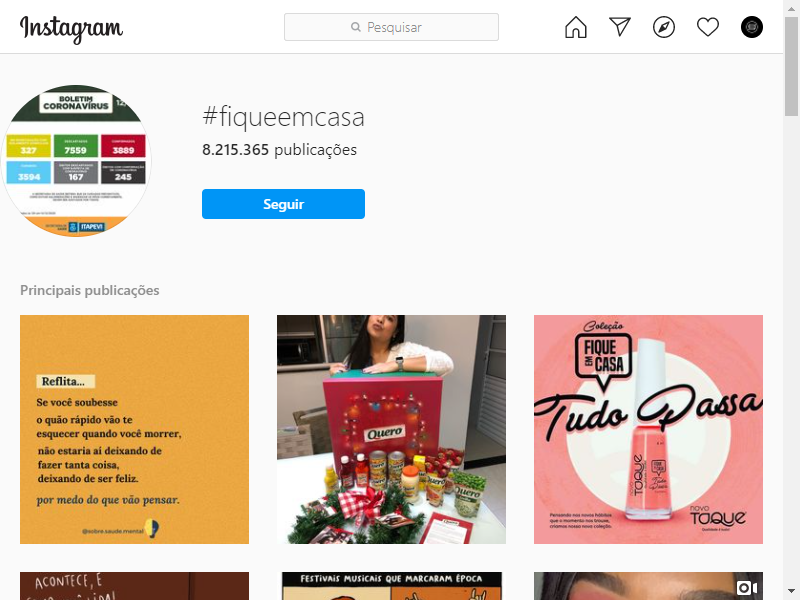 Instagram
Pesquisar
BOLETIM
CORONAVÍRUS
#fiqueemcasa
327
7559
3889
8.215.365 publicações
3594
167
245
Seguir
ITAPEVI
Principais publicações
Reflita...
Se você soubesse
o quão rápido vão te
esquecer quando você morrer,
não estaria aí deixando de
fazer tanta coisa,
deixando de ser feliz.
por medo do que vão pensar.
@sobre.saude.mental
Quero
Quero
Coleção
FIQUE
EM
CASA
Tudo Passa
novo
TOQUE
Tudo
Passa
Pensando nos novos hábitos
que o momento nos trouxe,
criamos nossa nova coleção.
novo
TOQUE
ACONTECE, E
FESTIVAIS MUSICAIS QUE MARCARAM ÉPOCA